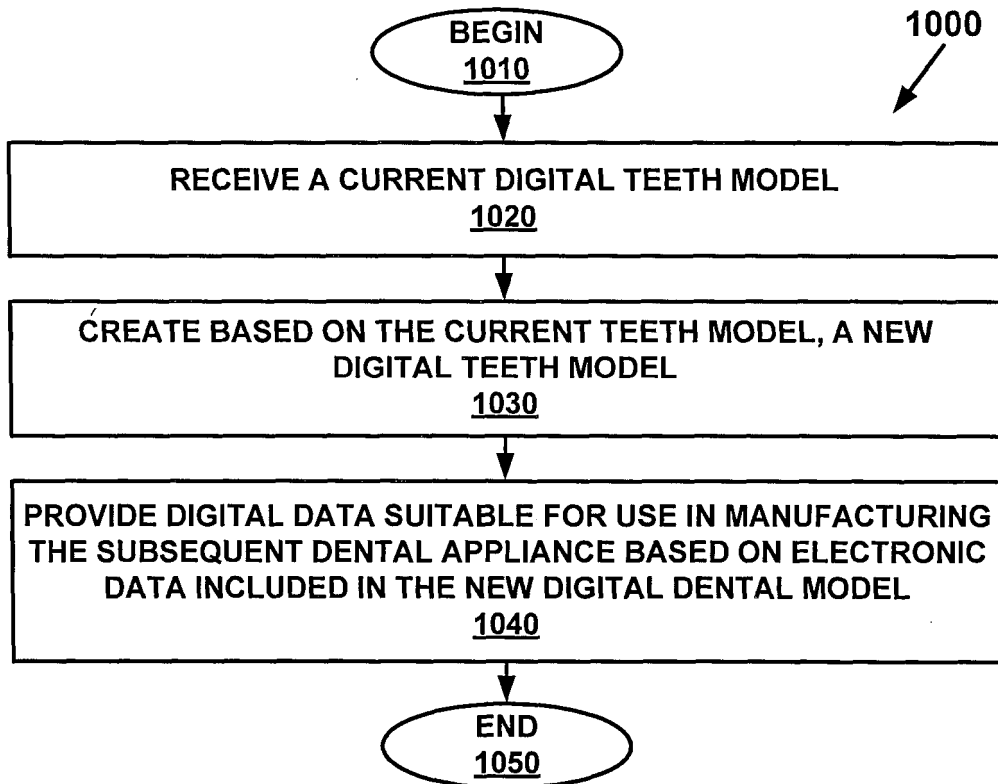 BEGIN
1010
1000
RECEIVE A CURRENT DIGITAL TEETH MODEL
1020
CREATE BASED ON THE CURRENT TEETH MODEL, A NEW
DIGITAL TEETH MODEL
1030
PROVIDE DIGITAL DATA SUITABLE FOR USE IN MANUFACTURING
THE SUBSEQUENT DENTAL APPLIANCE BASED ON ELECTRONIC
DATA INCLUDED IN THE NEW DIGITAL DENTAL MODEL
1040
END
1050